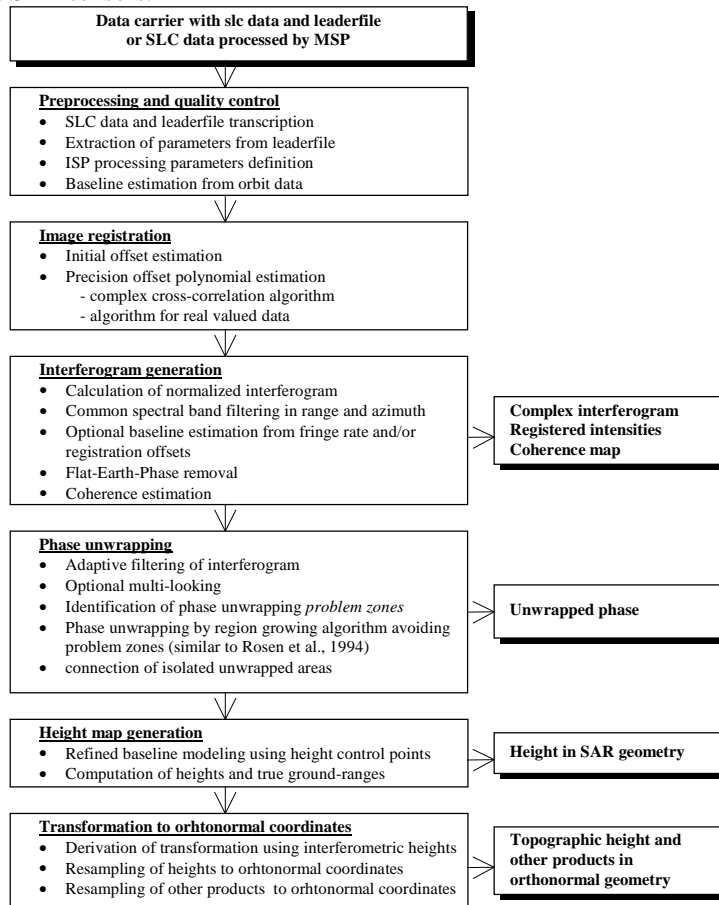 Data carrier with slc data and leaderfile
or SLC data processed by MSP
Preprocessing and quality control
• SLC data and leaderfile transcription
• Extraction of parameters from leaderfile
• ISP processing parameters definition
• Baseline estimation from orbit data
Image registration
• Initial offset estimation
• Precision offset polynomial estimation
- complex cross-correlation algorithm
- algorithm for real valued data
Interferogram generation
• Calculation of normalized interferogram
• Common spectral band filtering in range and azimuth
• Optional baseline estimation from fringe rate and/or
registration offsets
• Flat-Earth-Phase removal
• Coherence estimation
Complex interferogram
Registered intensities
Coherence map
Phase unwrapping
• Adaptive filtering of interferogram
• Optional multi-looking
• Identification of phase unwrapping problem zones
• Phase unwrapping by region growing algorithm avoiding
problem zones (similar to Rosen et al., 1994)
• connection of isolated unwrapped areas
Unwrapped phase
Height map generation
• Refined baseline modeling using height control points
• Computation of heights and true ground-ranges
Height in SAR geometry
Transformation to orhtonormal coordinates
• Derivation of transformation using interferometric heights
• Resampling of heights to orhtonormal coordinates
• Resampling of other products to orhtonormal coordinates
Topographic height and
other products in
orthonormal geometry